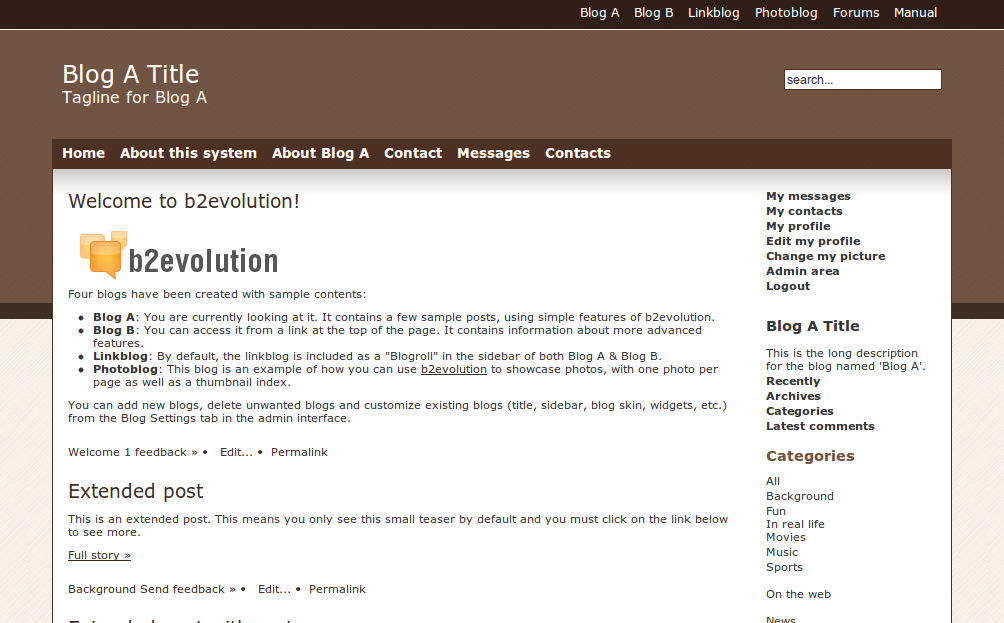 Blog A Blog B Linkblog Photoblog Forums Manual
Blog A Title
Tagline for Blog A
search...
Home About this system About Blog A Contact Messages Contacts
Welcome to b2evolution!
b2evolution
Four blogs have been created with sample contents:
• Blog A: You are currently looking at it. It contains a few sample posts, using simple features of b2evolution.
• Blog B: You can access it from a link at the top of the page. It contains information about more advanced
features.
• Linkblog: By default, the linkblog is included as a "Blogroll" in the sidebar of both Blog A & Blog B.
• Photoblog: This blog is an example of how you can use b2evolution to showcase photos, with one photo per
page as well as a thumbnail index.
You can add new blogs, delete unwanted blogs and customize existing blogs (title, sidebar, blog skin, widgets, etc.)
from the Blog Settings tab in the admin interface.
Welcome 1 feedback » • Edit... • Permalink
Extended post
This is an extended post. This means you only see this small teaser by default and you must click on the link below
to see more.
Full story »
Background Send feedback » • Edit... • Permalink
My messages
My contacts
My profile
Edit my profile
Change my picture
Admin area
Logout
Blog A Title
This is the long description
for the blog named 'Blog A'.
Recently
Archives
Categories
Latest comments
Categories
All
Background
Fun
In real life
Movies
Music
Sports
On the web
News